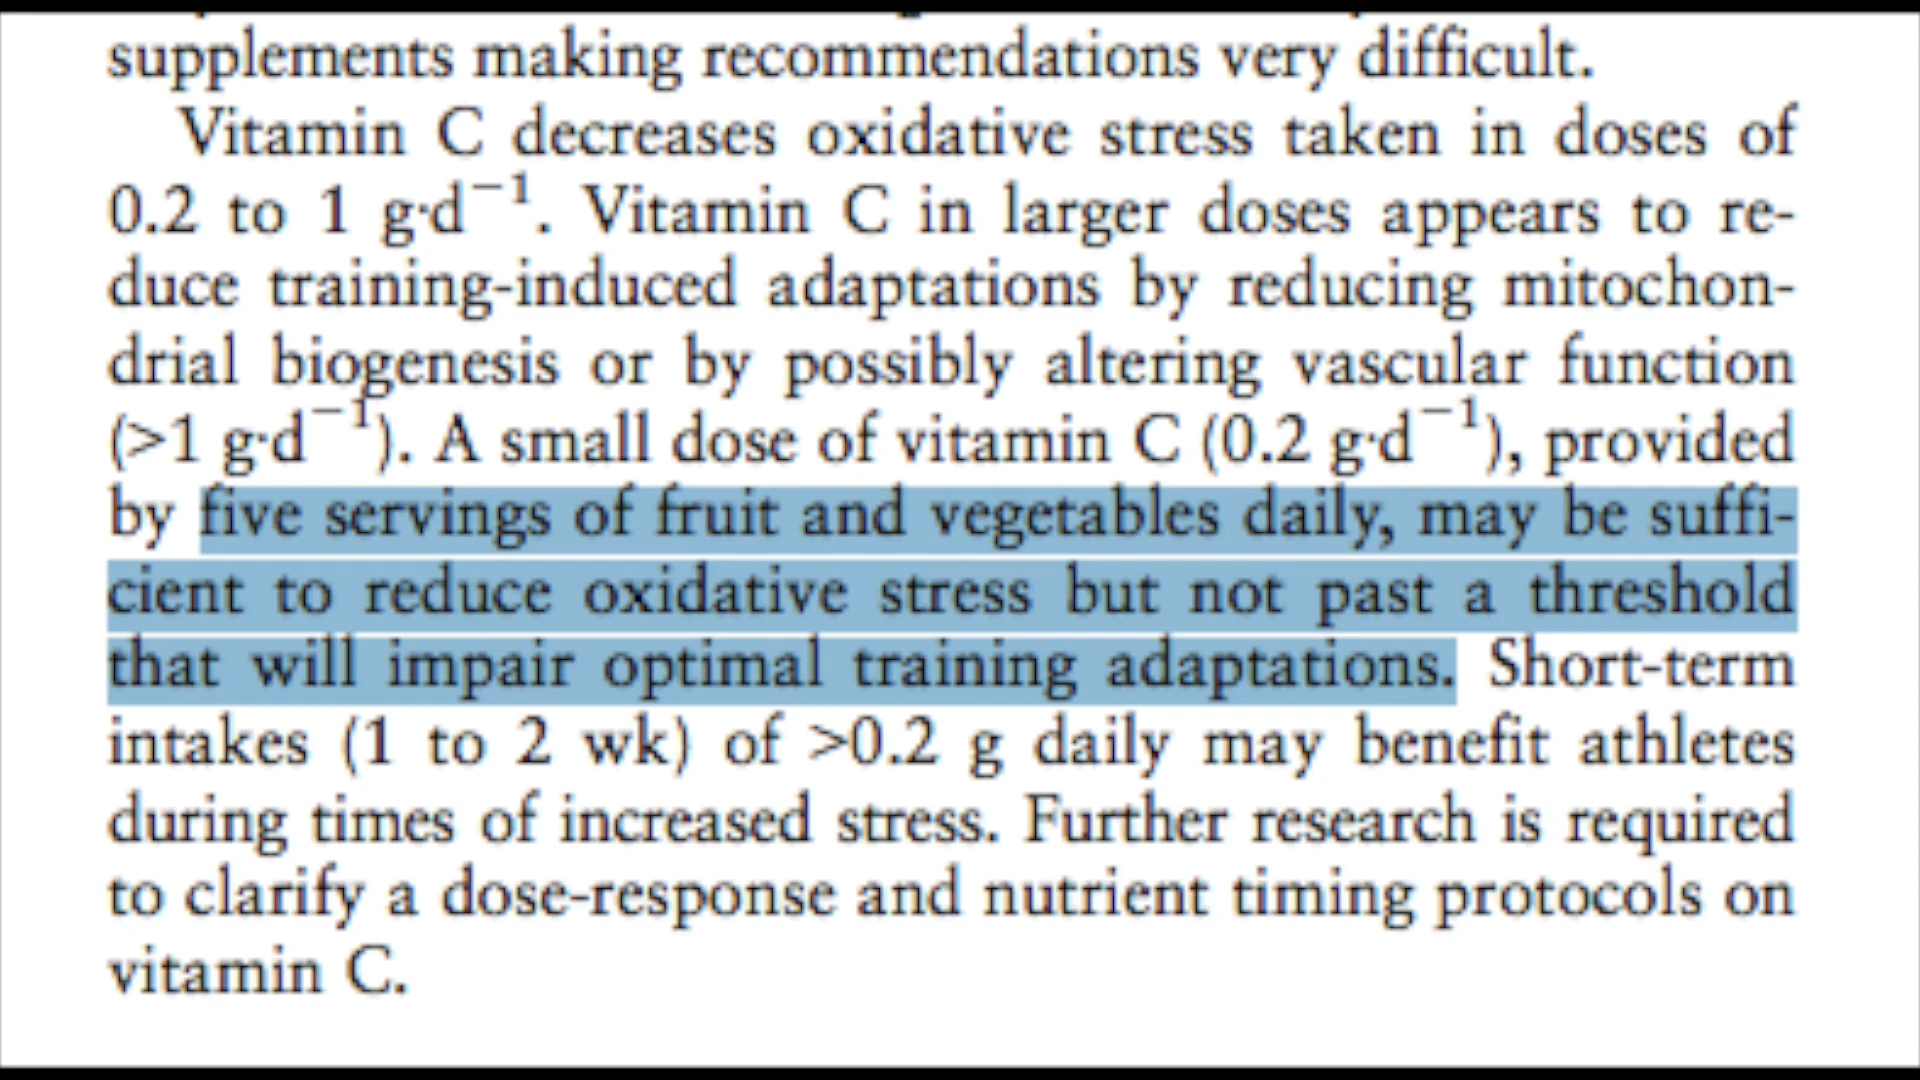 supplements making recommendations very difficult.
Vitamin C decreases oxidative stress taken in doses of
0.2 to 1 g·d⁻¹. Vitamin C in larger doses appears to re-
duce training-induced adaptations by reducing mitochon-
drial biogenesis or by possibly altering vascular function
(>1 g·d⁻¹). A small dose of vitamin C (0.2 g·d⁻¹), provided
by five servings of fruit and vegetables daily, may be suffi-
cient to reduce oxidative stress but not past a threshold
that will impair optimal training adaptations. Short-term
intakes (1 to 2 wk) of >0.2 g daily may benefit athletes
during times of increased stress. Further research is required
to clarify a dose-response and nutrient timing protocols on
vitamin C.